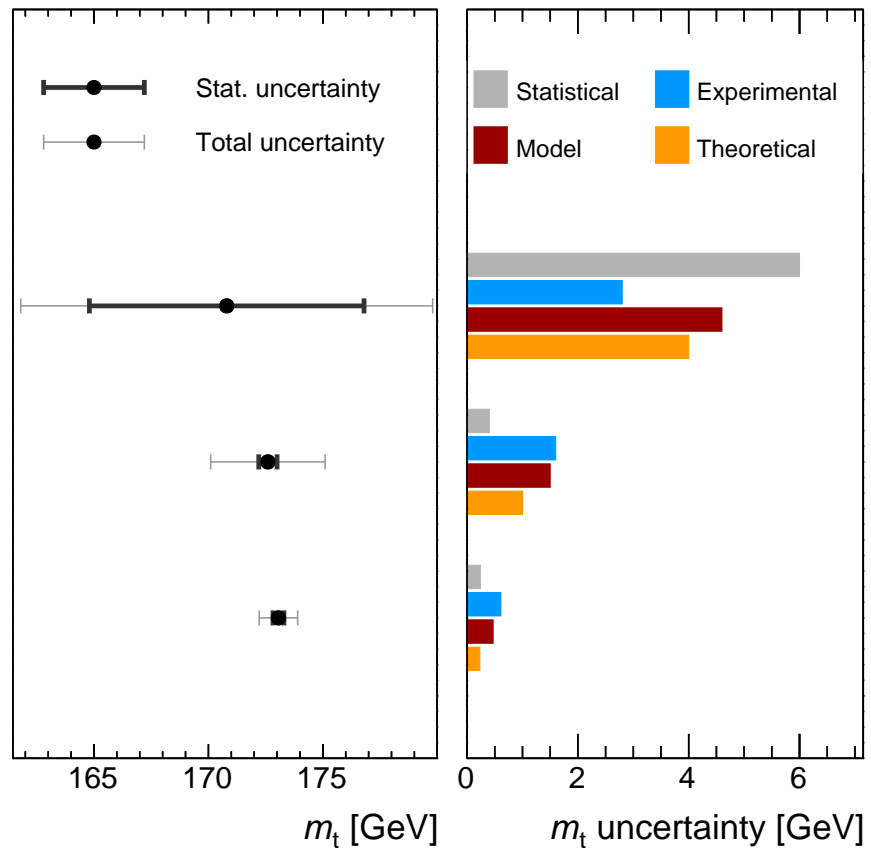 Stat. uncertainty
Total uncertainty
165 170 175
mt [GeV]
Statistical Experimental
Model Theoretical
0 2 4 6
mt uncertainty [GeV]